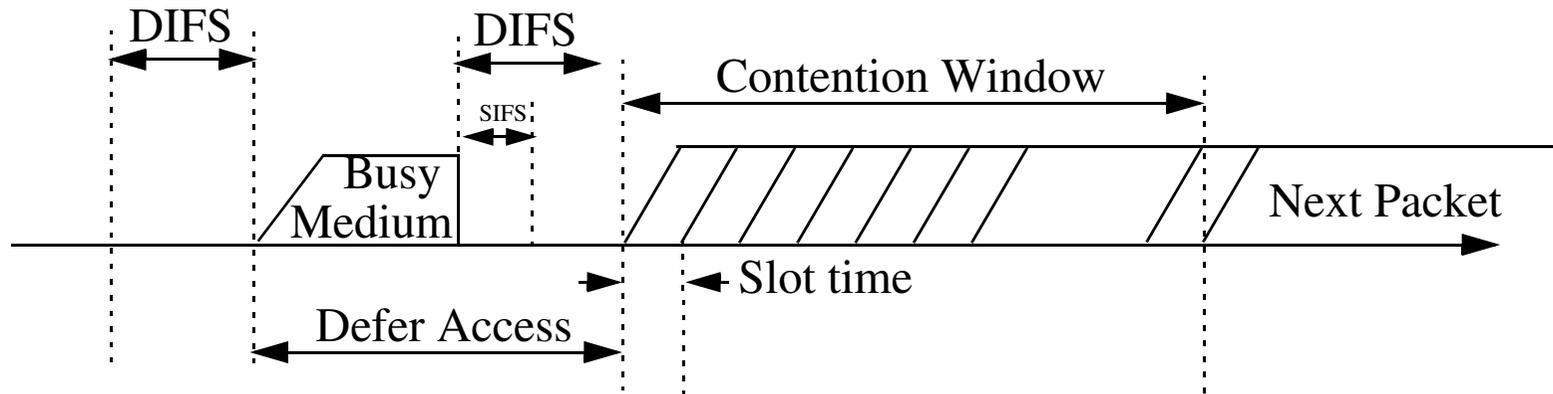 DIFS
DIFS
Contention Window
SIFS
Busy
Medium
Next Packet
Slot time
Defer Access